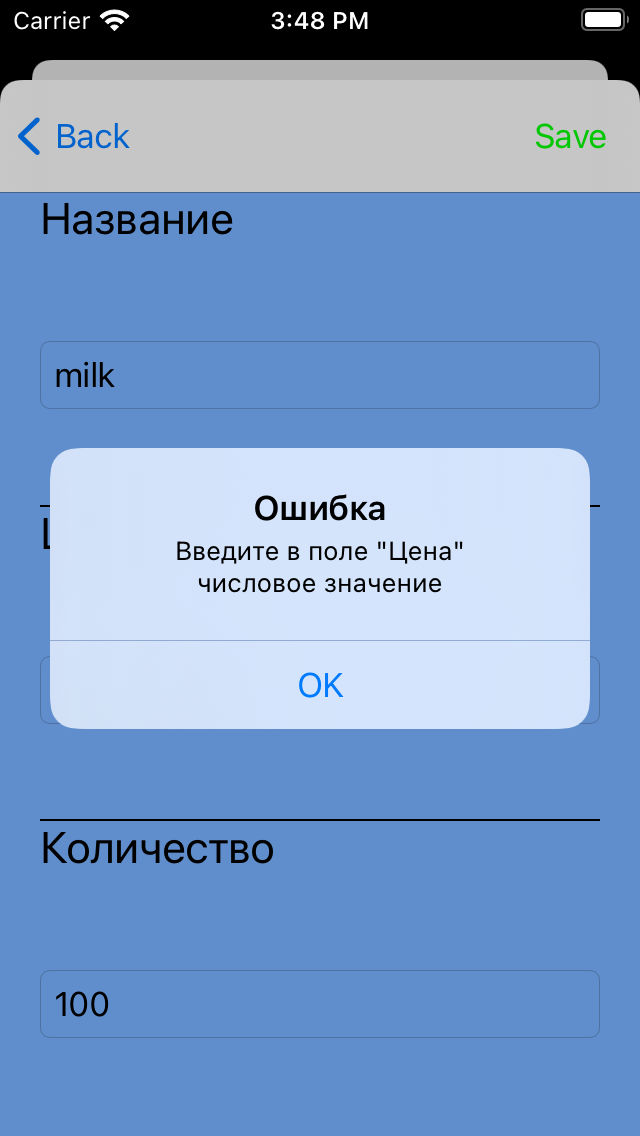 Carrier 3:48 PM
Back Save
Название
milk
Ошибка
Введите в поле "Цена"
числовое значение
OK
Количество
100